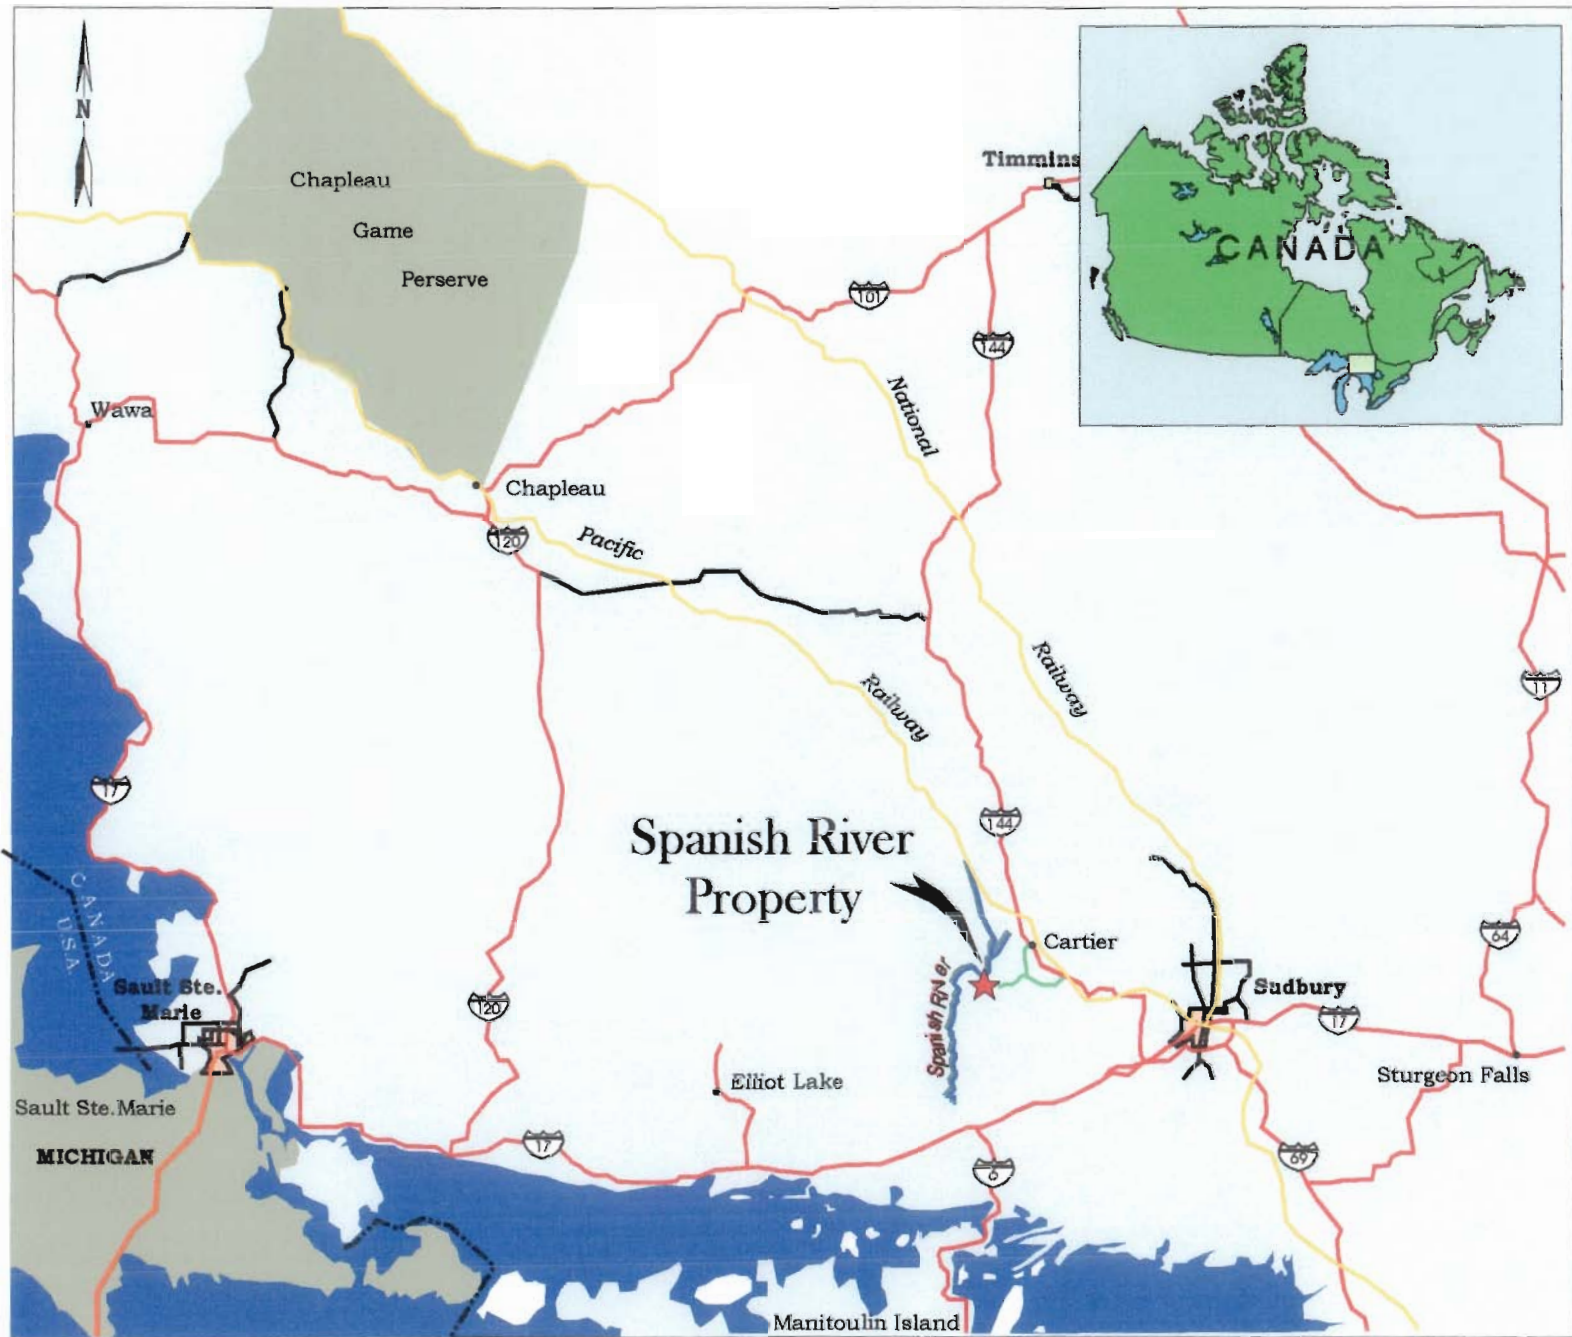 N
Chapleau
Game
Perserve
Timmins
CANADA
101
144
National
Wawa
Chapleau
120
Pacific
Railway
Railway
11
17
144
Spanish River
Property
CANADA
U.S.A.
Cartier
64
Sault Ste.
Marie
120
Spanish River
Sudbury
17
Elliot Lake
Sturgeon Falls
Sault Ste. Marie
MICHIGAN
17
6
69
Manitoulin Island